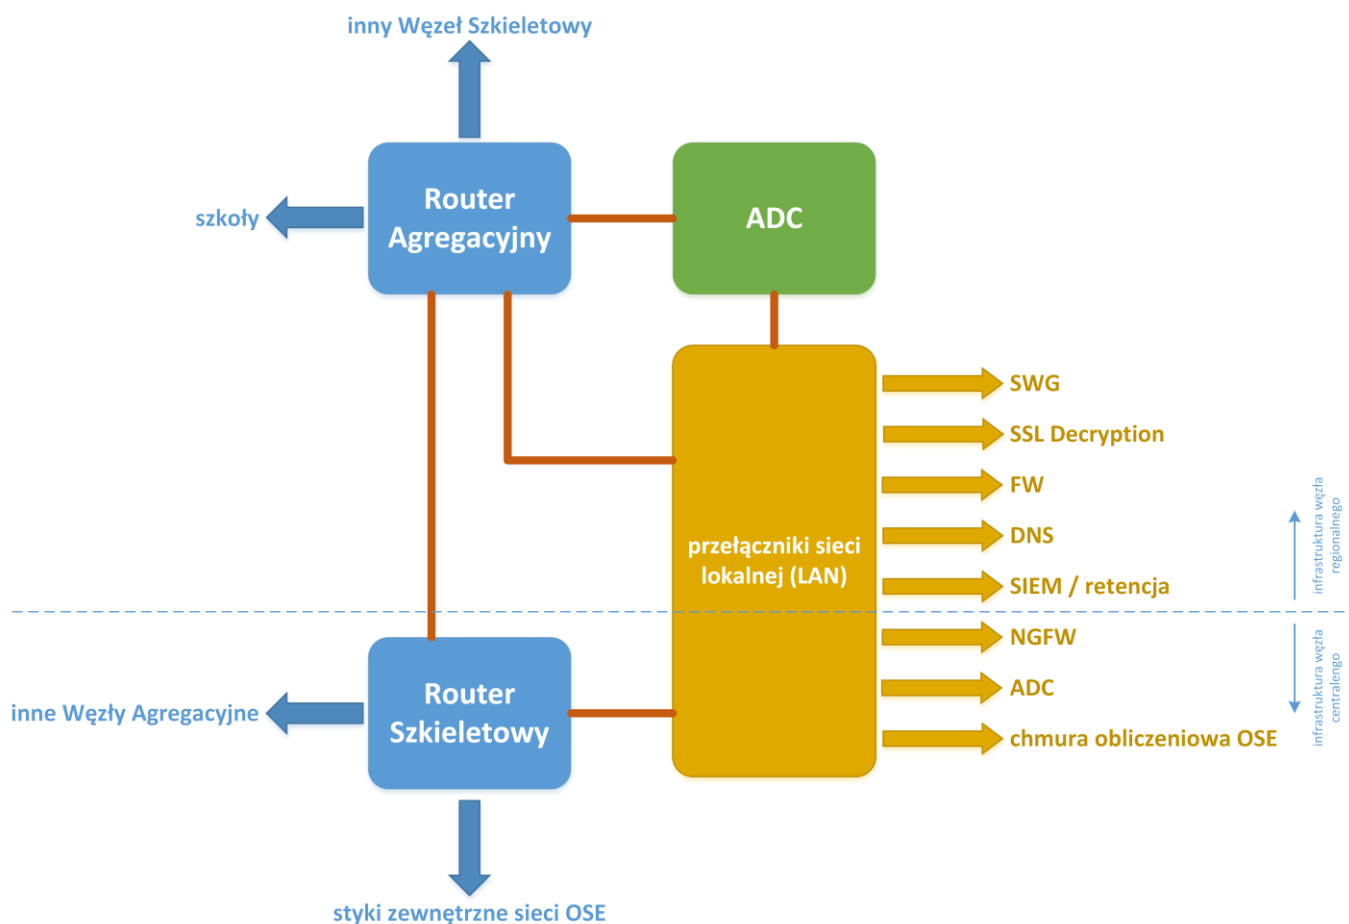 inny Węzeł Szkieletowy
szkoły
Router
Agregacyjny
ADC
SWG
SSL Decryption
FW
DNS
SIEM / retencja
przełączniki sieci
lokalnej (LAN)
infrastruktura węzła
regionalnego
NGFW
ADC
chmura obliczeniowa OSE
infrastruktura węzła
centralengo
inne Węzły Agregacyjne
Router
Szkieletowy
styki zewnętrzne sieci OSE